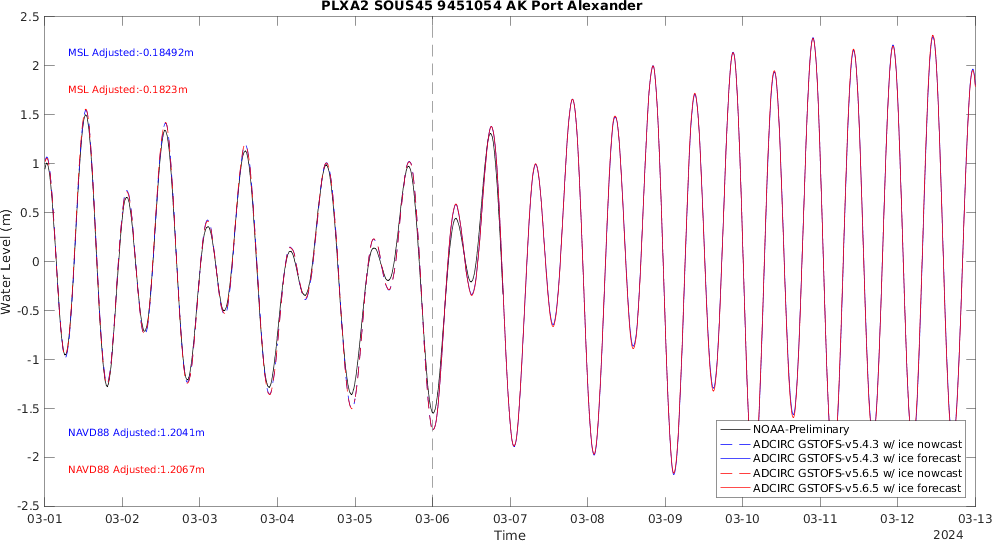 PLXA2 SOUS45 9451054 AK Port Alexander
2.5
2
1.5
1
0.5
0
-0.5
-1
-1.5
-2
-2.5
Water Level (m)
MSL Adjusted:-0.18492m
MSL Adjusted:-0.1823m
NAVD88 Adjusted:1.2041m
NAVD88 Adjusted:1.2067m
NOAA-Preliminary
ADCIRC GSTOFS-v5.4.3 w/ ice nowcast
ADCIRC GSTOFS-v5.4.3 w/ ice forecast
ADCIRC GSTOFS-v5.6.5 w/ ice nowcast
ADCIRC GSTOFS-v5.6.5 w/ ice forecast
03-01 03-02 03-03 03-04 03-05 03-06 03-07 03-08 03-09 03-10 03-11 03-12 03-13
Time
2024